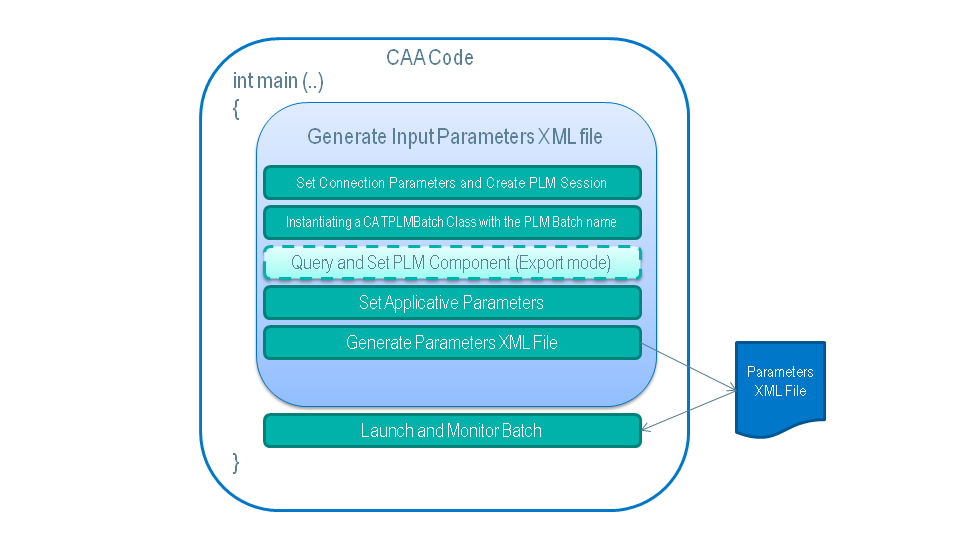 CAA Code
int main (..)
{
Generate Input Parameters XML file
Set Connection Parameters and Create PLM Session
Instantiating a CATPLMBatch Class with the PLM Batch name
Query and Set PLM Component (Export mode)
Set Applicative Parameters
Generate Parameters XML File
Parameters
XML File
Launch and Monitor Batch
}